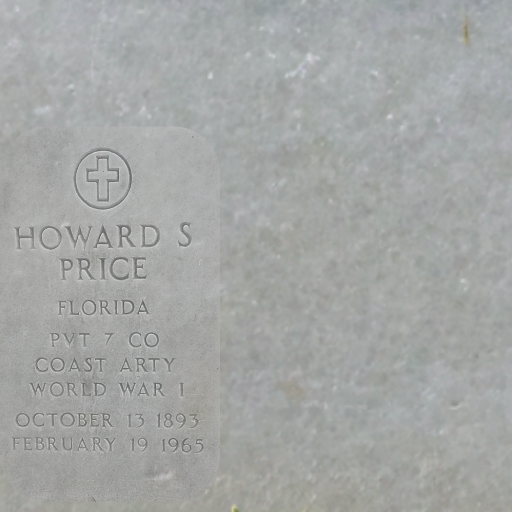 HOWARD S
PRICE
FLORIDA
PVT 7 CO
COAST ARTY
WORLD WAR I
OCTOBER 13 1893
FEBRUARY 19 1965